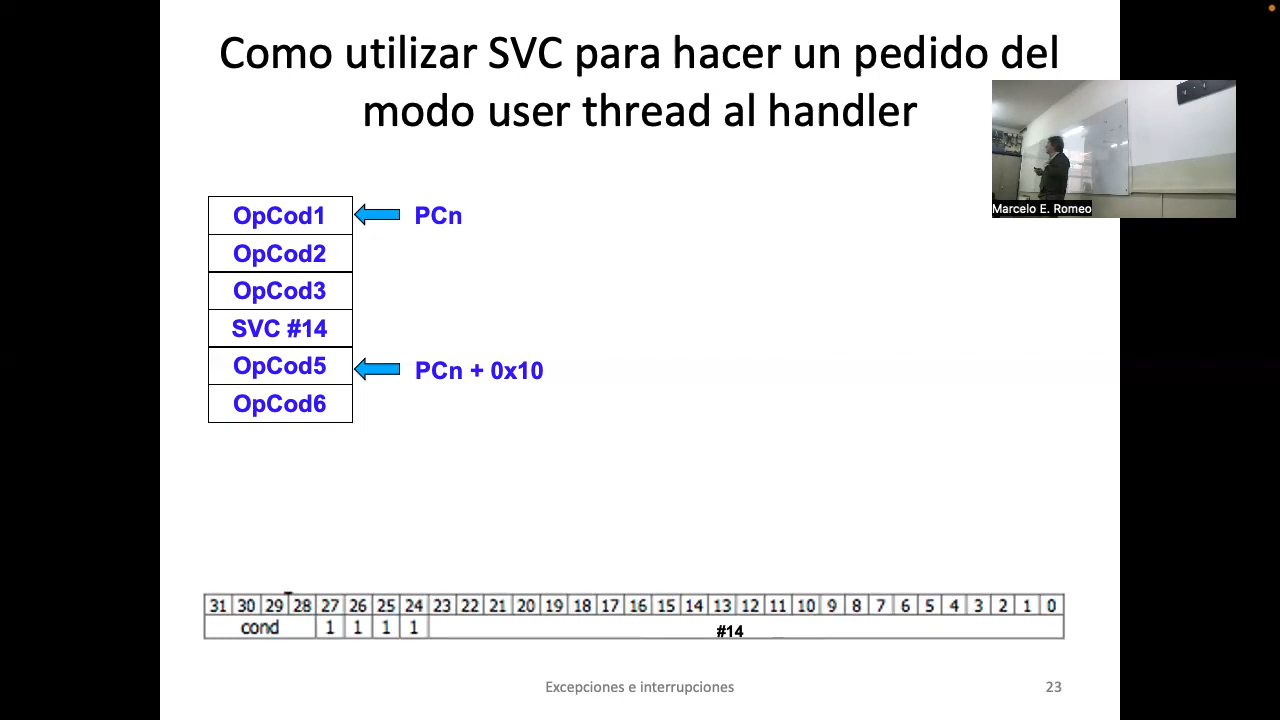 Como utilizar SVC para hacer un pedido del
modo user thread al handler
Marcelo E. Romeo
OpCod1
PCn
OpCod2
OpCod3
SVC #14
OpCod5
PCn + 0x10
OpCod6
31 30 29 28 27 26 25 24 23 22 21 20 19 18 17 16 15 14 13 12 11 10 9 8 7 6 5 4 3 2 1 0
cond 1 1 1 1 #14
Excepciones e interrupciones 23